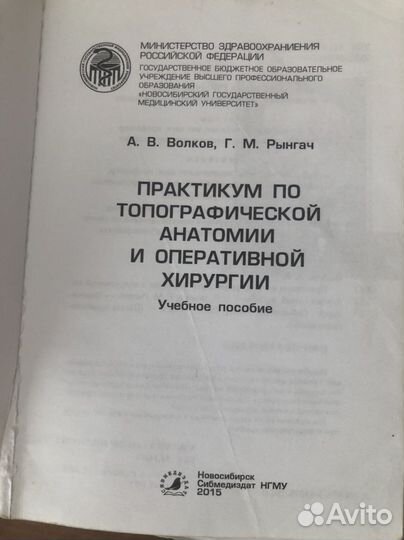 МИНИСТЕРСТВО ЗДРАВООХРАНЕНИЯ
РОССИЙСКОЙ ФЕДЕРАЦИИ
ГОСУДАРСТВЕННОЕ БЮДЖЕТНОЕ ОБРАЗОВАТЕЛЬНОЕ
УЧРЕЖДЕНИЕ ВЫСШЕГО ПРОФЕССИОНАЛЬНОГО
ОБРАЗОВАНИЯ
«НОВОСИБИРСКИЙ ГОСУДАРСТВЕННЫЙ
МЕДИЦИНСКИЙ УНИВЕРСИТЕТ»
А. В. Волков, Г. М. Рынгач
ПРАКТИКУМ ПО
ТОПОГРАФИЧЕСКОЙ
АНАТОМИИ
И ОПЕРАТИВНОЙ
ХИРУРГИИ
Учебное пособие
Новосибирск
Сибмедиздат НГМУ
2015
Avito